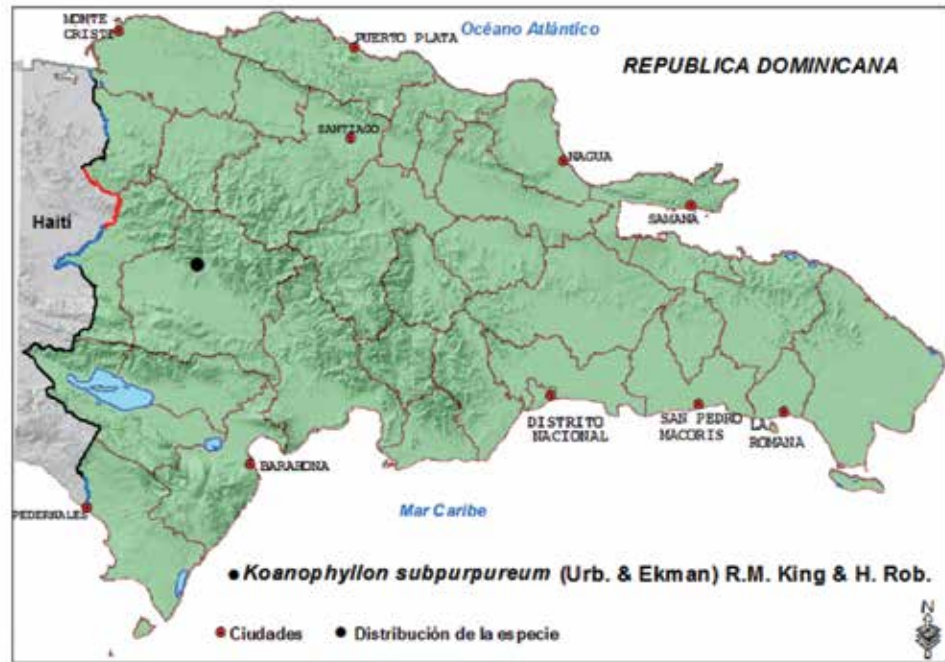 MONTE
CRISTI
PUERTO PLATA
Océano Atlántico
REPUBLICA DOMINICANA
SANTIAGO
NAGUA
SAMANA
Haití
DISTRITO
NACIONAL
SAN PEDRO
MACORIS
LA
ROMANA
BARAHONA
PEDERNALES
Mar Caribe
Koanophyllon subpurpureum (Urb. & Ekman) R.M. King & H. Rob.
Ciudades
Distribución de la especie
N